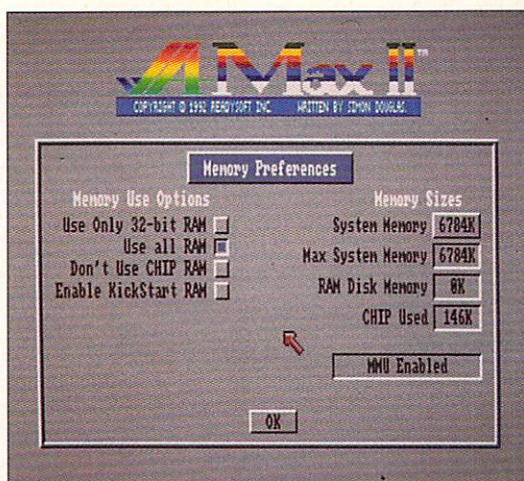 A Max II™
COPYRIGHT © 1992 READYSOFT INC. WRITTEN BY SIMON DOUGLAS.
Memory Preferences
Memory Use Options
Use Only 32-bit RAM
Use all RAM
Don't Use CHIP RAM
Enable KickStart RAM
Memory Sizes
System Memory 6784K
Max System Memory 6784K
RAM Disk Memory 0K
CHIP Used 146K
MMU Enabled
OK